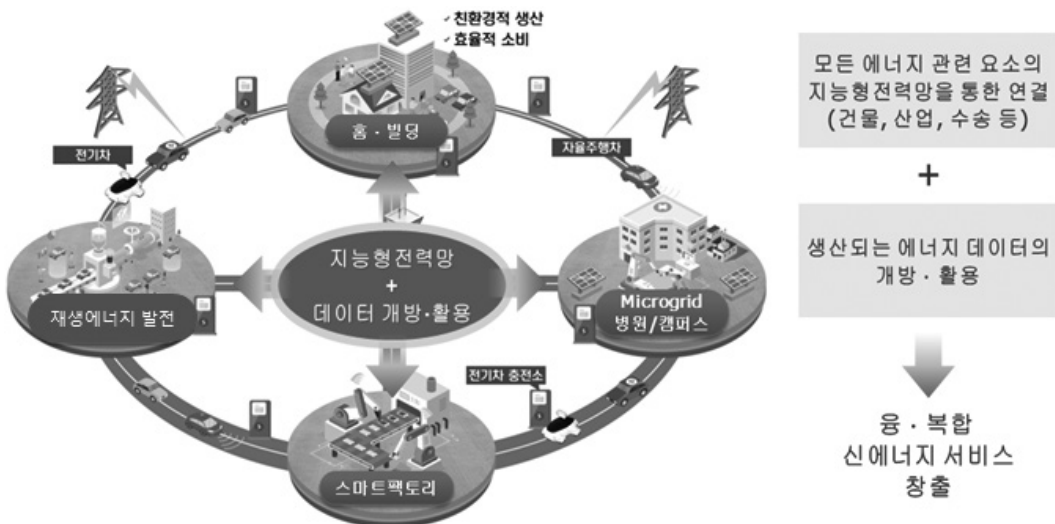 ✓ 친환경적 생산
✓ 효율적 소비
홈 · 빌딩
전기차
자율주행차
재생에너지 발전
지능형전력망
+
데이터 개방·활용
Microgrid
병원/캠퍼스
전기차 충전소
스마트팩토리
모든 에너지 관련 요소의
지능형전력망을 통한 연결
(건물, 산업, 수송 등)
+
생산되는 에너지 데이터의
개방 · 활용
융 · 복합
신에너지 서비스
창출